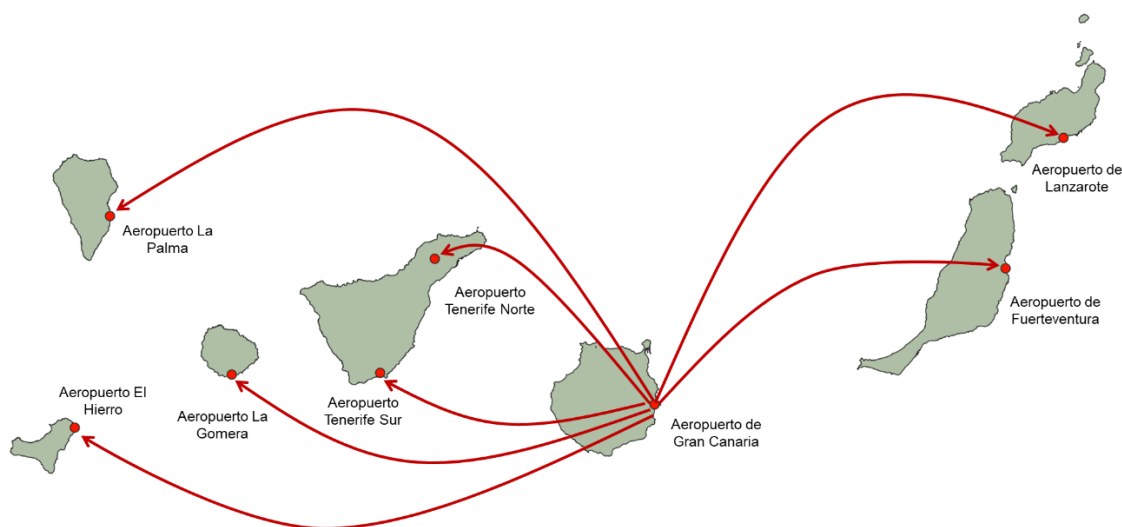 Aeropuerto de
Lanzarote
Aeropuerto La
Palma
Aeropuerto
Tenerife Norte
Aeropuerto de
Fuerteventura
Aeropuerto El
Hierro
Aeropuerto La
Gomera
Aeropuerto
Tenerife Sur
Aeropuerto de
Gran Canaria